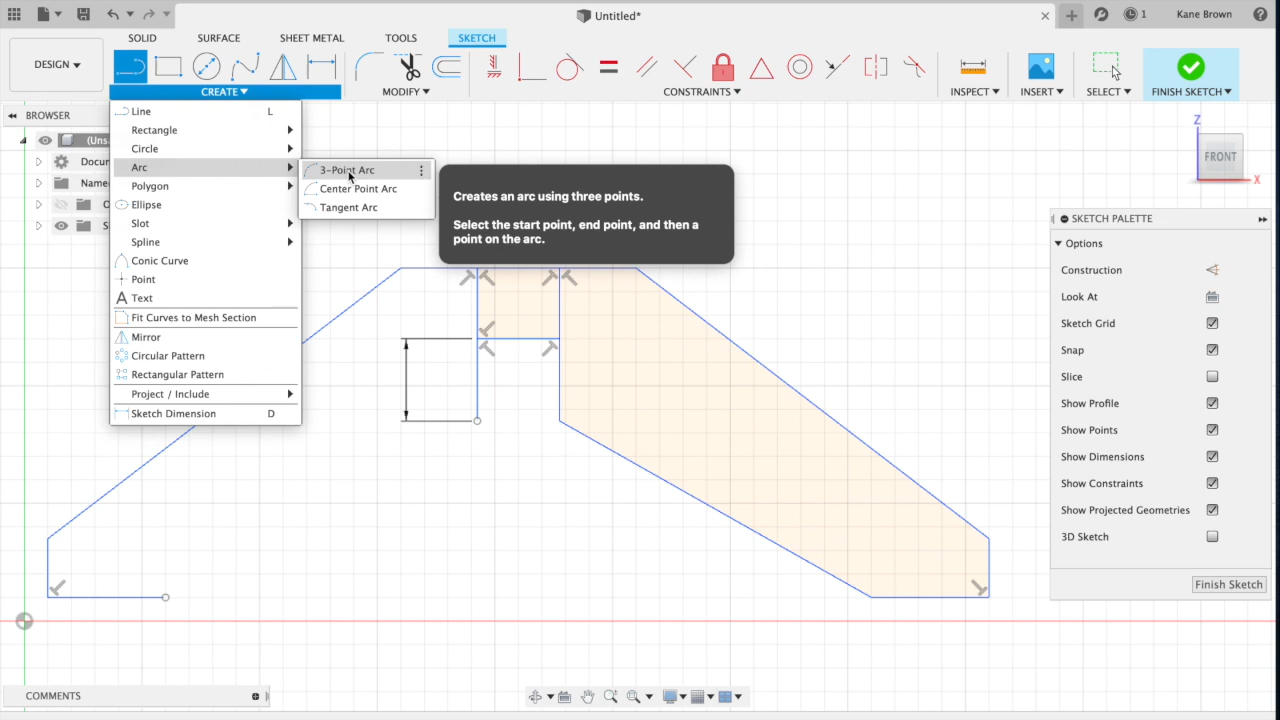 Untitled*
1
Kane Brown
SOLID
SURFACE
SHEET METAL
TOOLS
SKETCH
DESIGN
CREATE
MODIFY
CONSTRAINTS
INSPECT
INSERT
SELECT
FINISH SKETCH
BROWSER
(Uns
Docum
Name
O
S
Line L
Rectangle
Circle
Arc
Polygon
Ellipse
Slot
Spline
Conic Curve
Point
Text
Fit Curves to Mesh Section
Mirror
Circular Pattern
Rectangular Pattern
Project / Include
Sketch Dimension D
3-Point Arc
Center Point Arc
Tangent Arc
Creates an arc using three points.
Select the start point, end point, and then a
point on the arc.
Z
FRONT
X
SKETCH PALETTE
Options
Construction
Look At
Sketch Grid
Snap
Slice
Show Profile
Show Points
Show Dimensions
Show Constraints
Show Projected Geometries
3D Sketch
Finish Sketch
COMMENTS